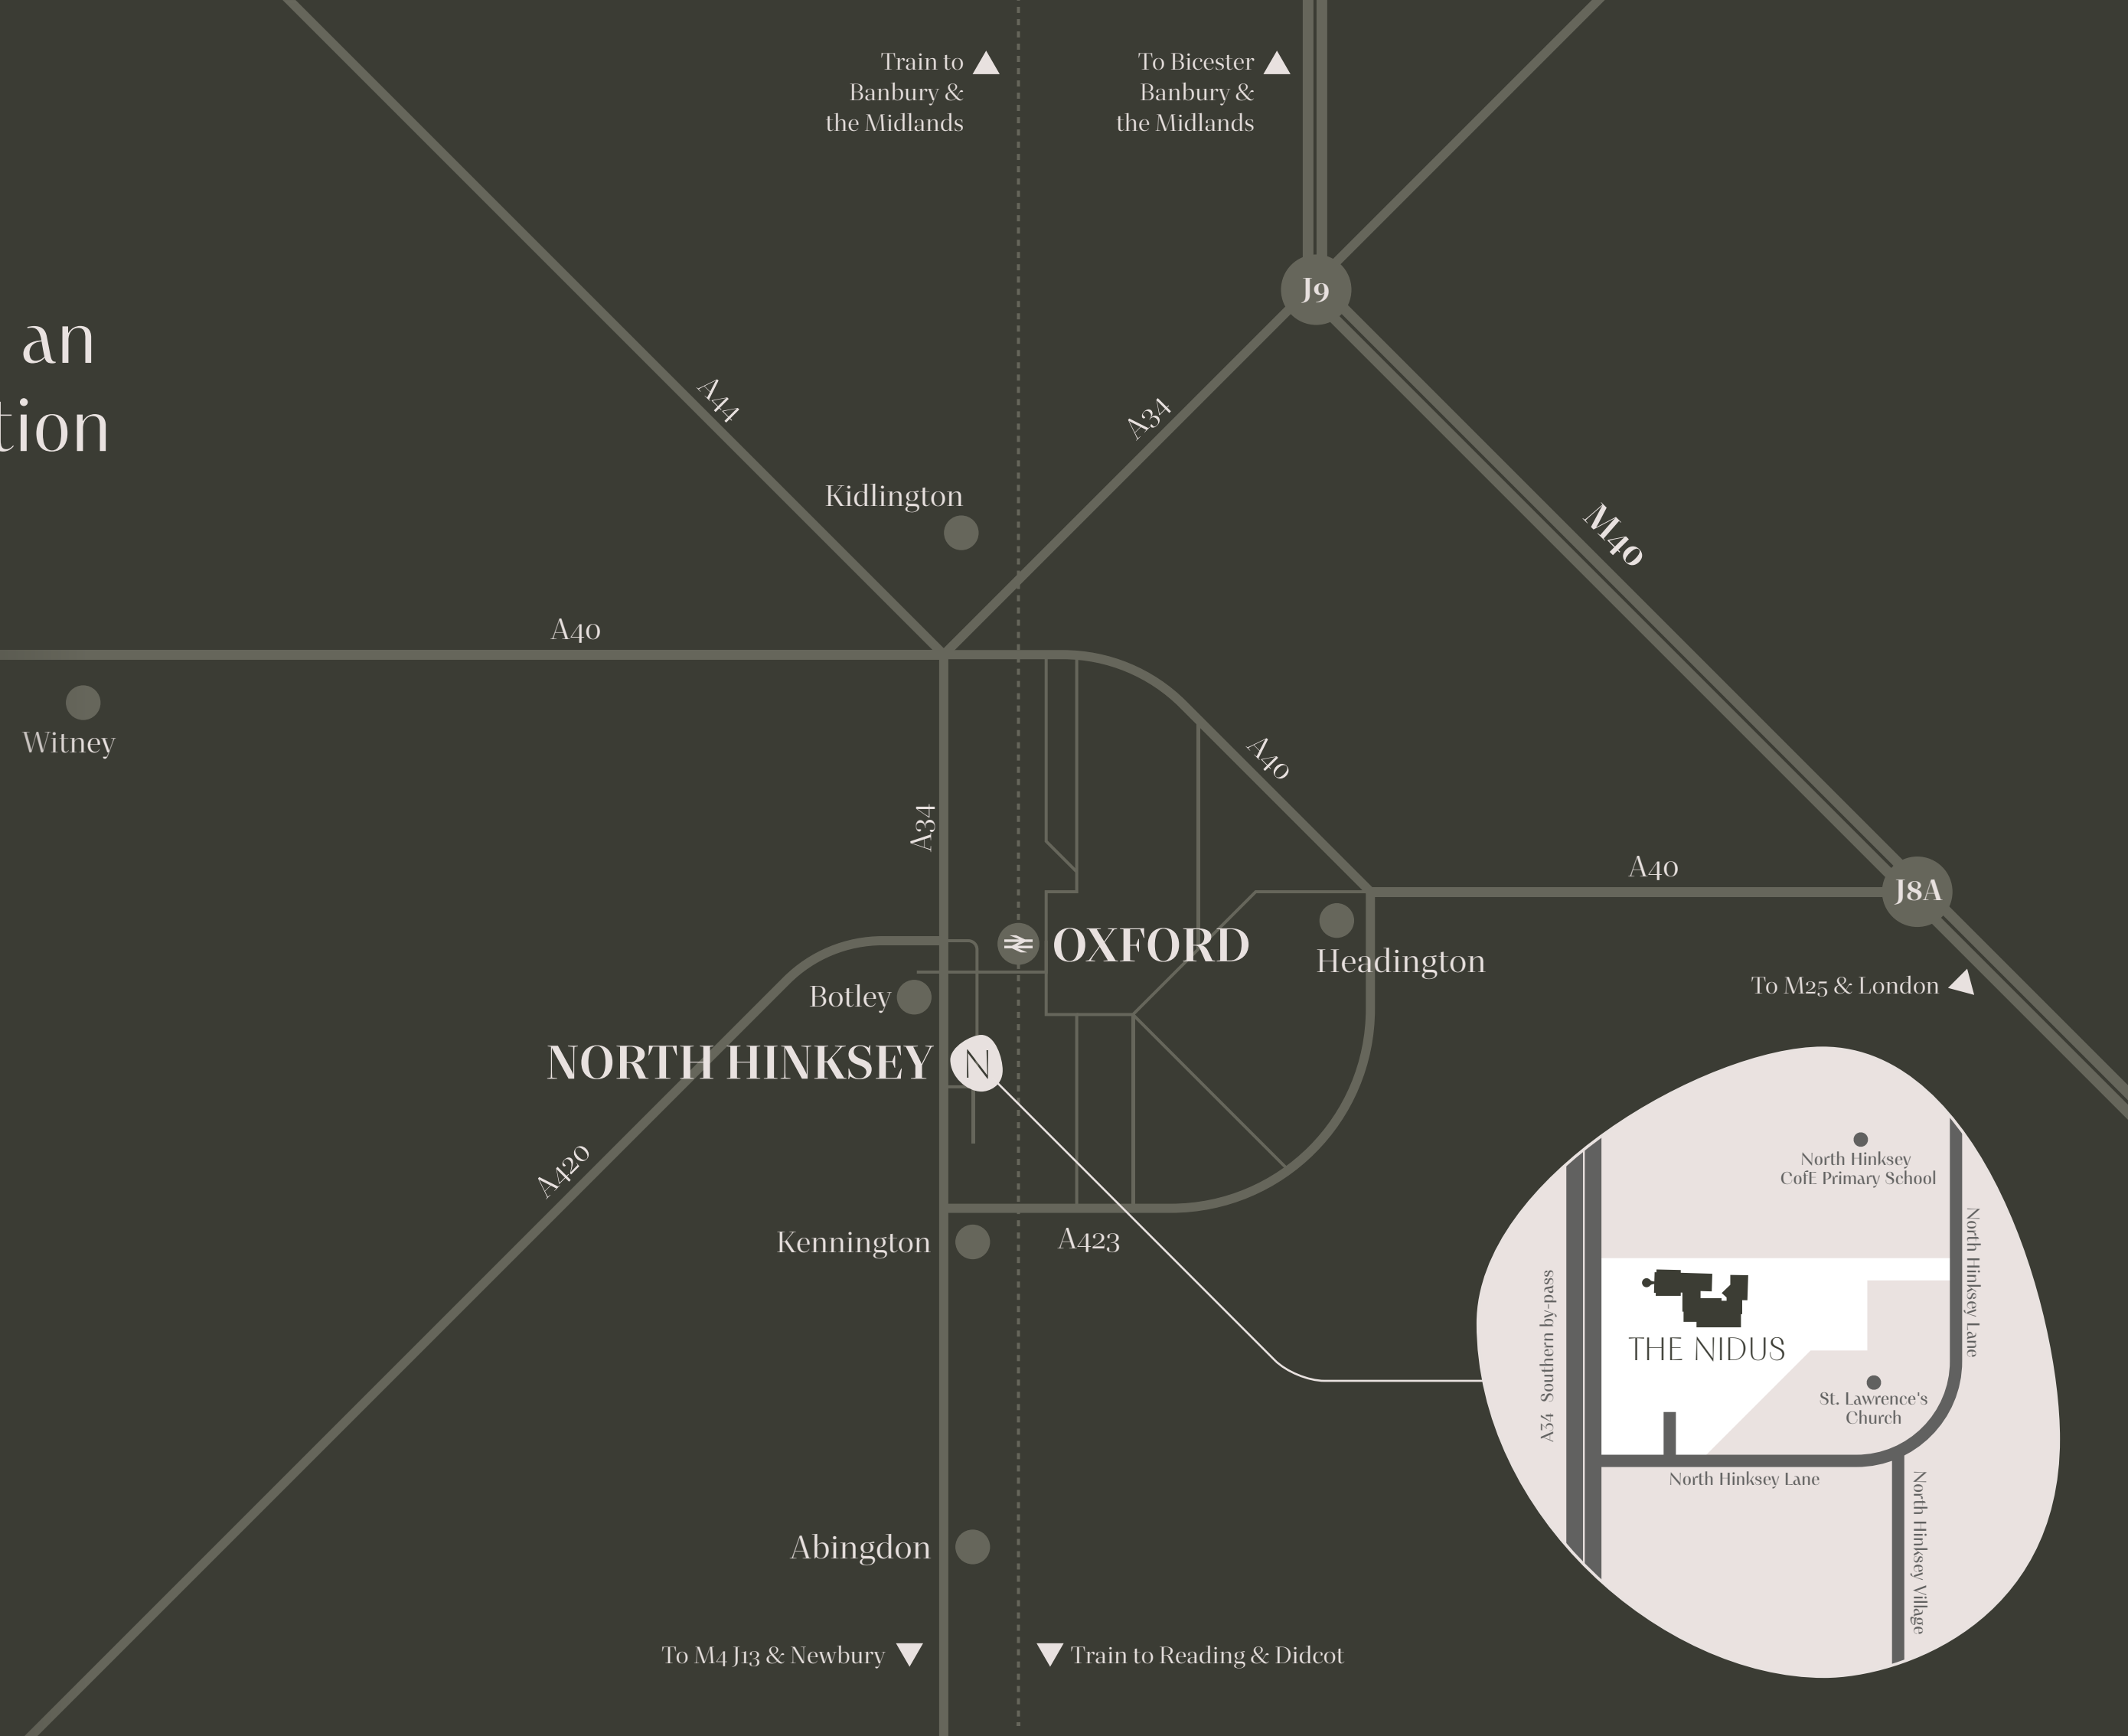 Train to
Banbury &
the Midlands
To Bicester
Banbury &
the Midlands
J9
an
tion
A44
A34
Kidlington
M40
A40
Witney
A40
A34
A40
J8A
OXFORD
Headington
To M25 & London
Botley
NORTH HINKSEY
N
A420
Kennington
A423
North Hinksey
CofE Primary School
North Hinksey Lane
A34 Southern by-pass
THE NIDUS
St. Lawrence's
Church
North Hinksey Lane
North Hinksey Village
Abingdon
To M4 J13 & Newbury
Train to Reading & Didcot